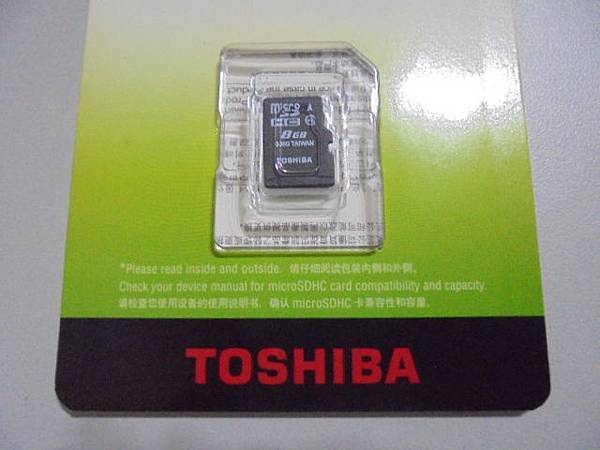 micro
SD
HC
8GB
TAIWAN
TOSHIBA
*Please read inside and outside. 请仔细阅读包装内侧和外侧。
Check your device manual for microSDHC card compatibility and capacity.
请检查您使用设备的使用说明书，确认 microSDHC 卡兼容性和容量。
TOSHIBA